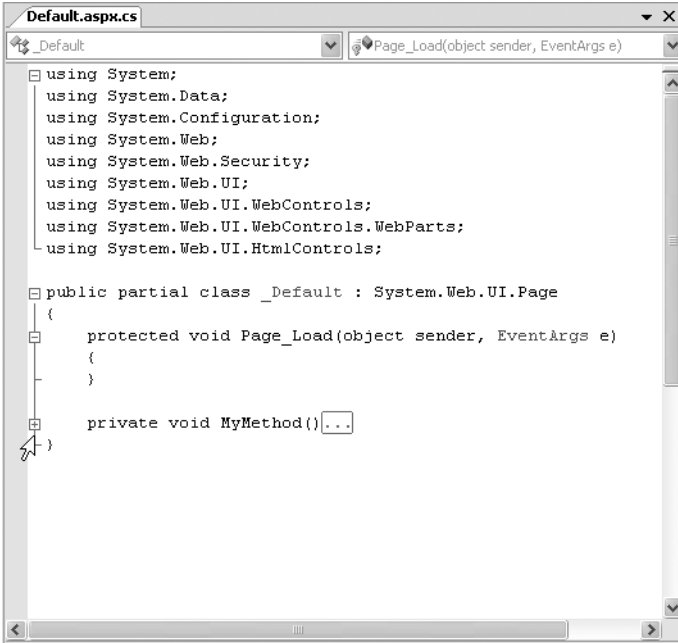 Default.aspx.cs
_Default
Page_Load(object sender, EventArgs e)
using System;
using System.Data;
using System.Configuration;
using System.Web;
using System.Web.Security;
using System.Web.UI;
using System.Web.UI.WebControls;
using System.Web.UI.WebControls.WebParts;
using System.Web.UI.HtmlControls;
public partial class _Default : System.Web.UI.Page
{
protected void Page_Load(object sender, EventArgs e)
{
}
private void MyMethod()...
}